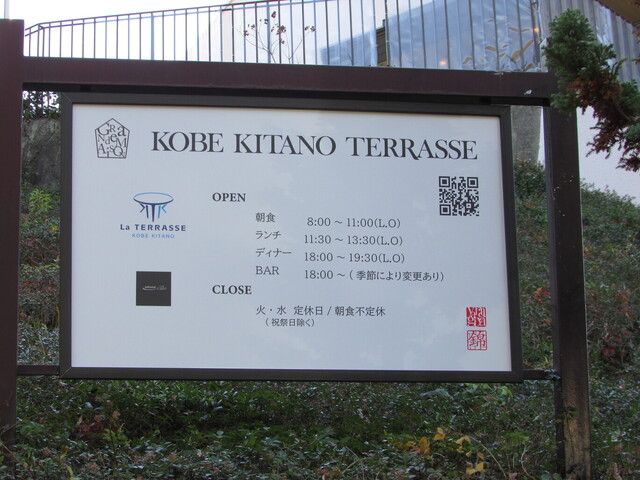 GRANdEMARQ
KOBE KITANO TERRASSE
La TERRASSE
KOBE KITANO
OPEN
朝食 8:00 ～ 11:00(L.O)
ランチ 11:30 ～ 13:30(L.O)
ディナー 18:00 ～ 19:30(L.O)
BAR 18:00 ～ ( 季節により変更あり)
CLOSE
火・水 定休日 / 朝食不定休
( 祝祭日除く)
錦